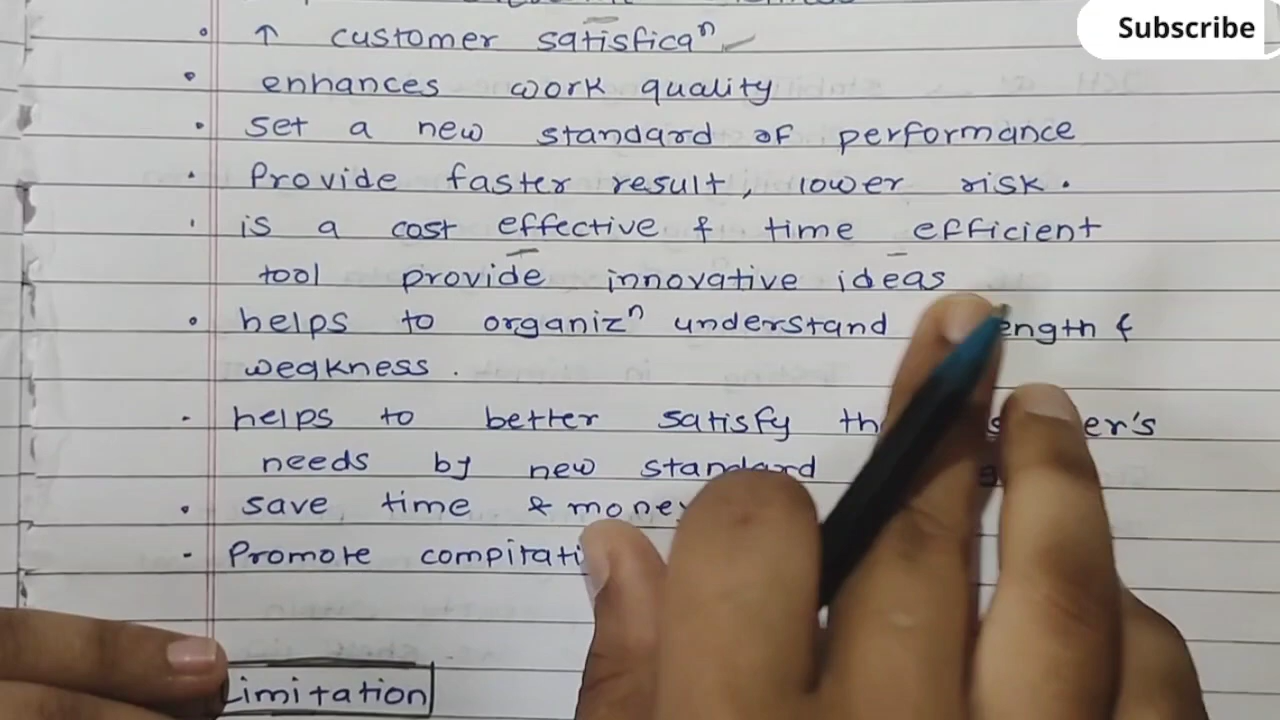 Subscribe
↑ customer satisficaⁿ
enhances work quality
set a new standard of performance
Provide faster result, lower risk.
is a cost effective & time efficient
tool provide innovative ideas
helps to organizⁿ understand &
weakness.
helps to better satisfy
needs by new standard
save time & money
Promote
Limitation